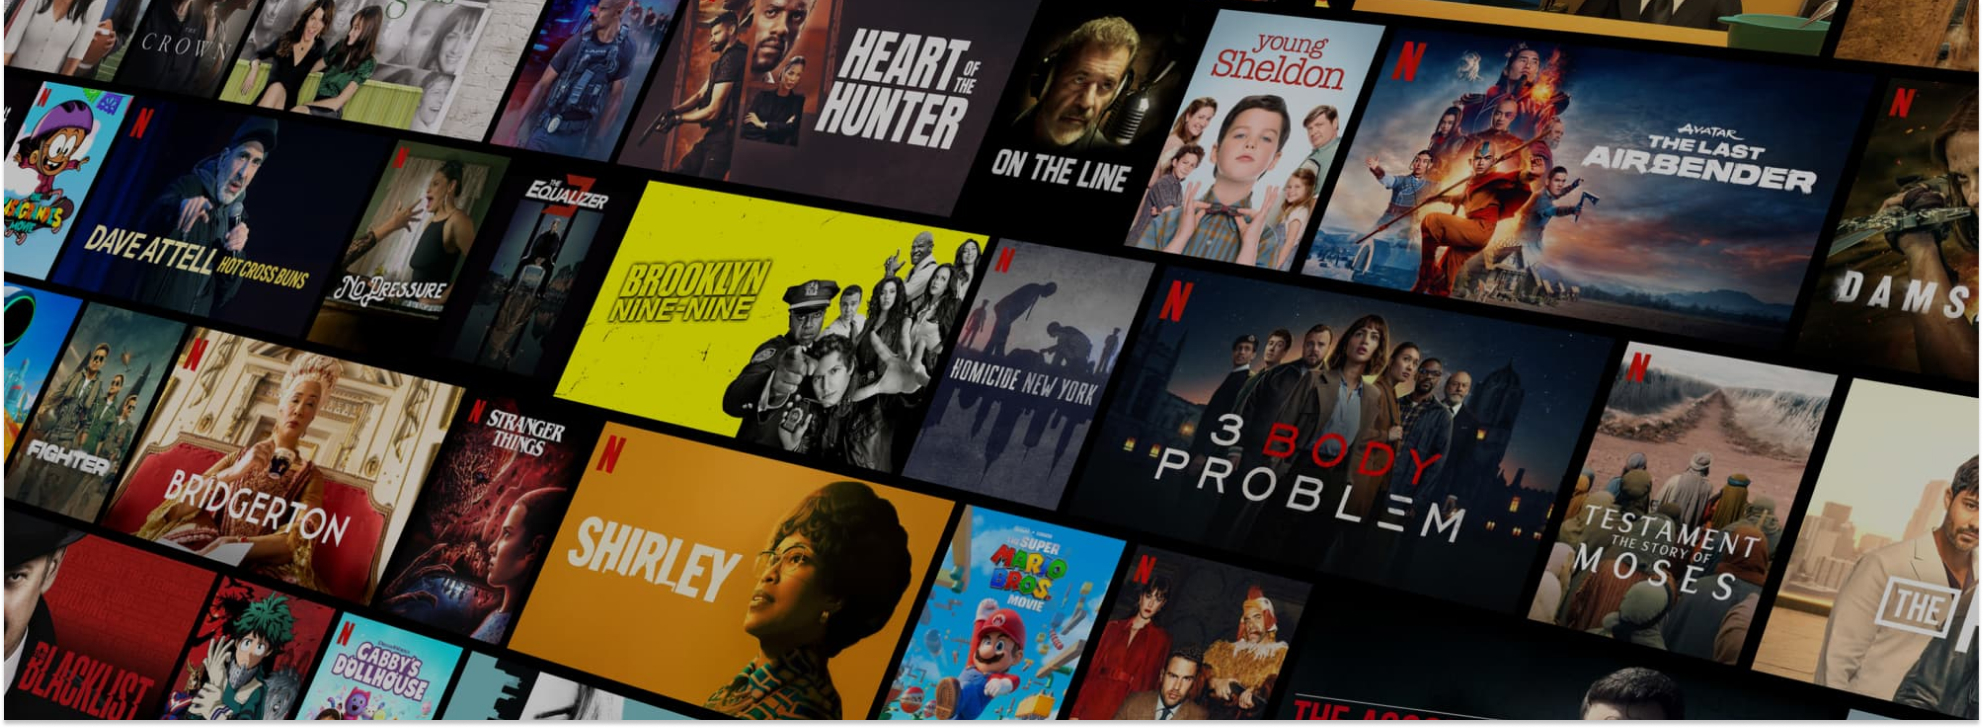 THE
CROWN
HEART
OF
THE
HUNTER
ON THE LINE
young
Sheldon
AVATAR
THE LAST
AIRBENDER
N
N
DAVE ATTELL HOT CROSS BUNS
N
NO PRESSURE
THE
EQUALIZER
3
BROOKLYN
NINE-NINE
N
HOMICIDE NEW YORK
N
3 BODY
PROBLEM
N
DAMS
N
MOVIE
FIGHTER
N
BRIDGERTON
N
STRANGER
THINGS
N
SHIRLEY
THE SUPER
MARIO
BROS.
MOVIE
N
N
TESTAMENT
THE STORY OF
MOSES
THE
BLACKLIST
N
GABBY'S
DOLLHOUSE